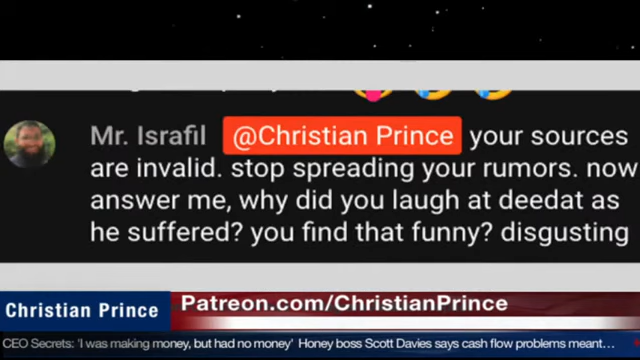 Mr. Israfil @Christian Prince your sources
are invalid. stop spreading your rumors. now
answer me, why did you laugh at deedat as
he suffered? you find that funny? disgusting
Christian Prince
Patreon.com/ChristianPrince
CEO Secrets: 'I was making money, but had no money' Honey boss Scott Davies says cash flow problems meant…